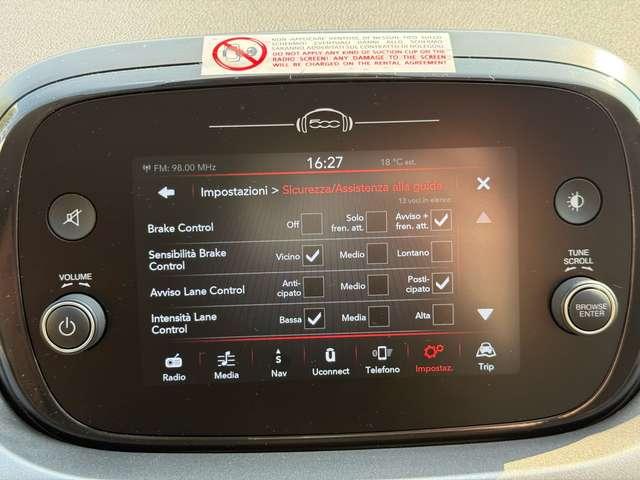 NON APPLICARE VENTOSE DI NESSUN TIPO SULLO
SCHERMO! EVENTUALI DANNI ALLO SCHERMO
SARANNO ADDEBITATI SUL CONTRATTO DI NOLEGGIO.
DO NOT APPLY ANY KIND OF SUCTION CUP OR THE
RADIO SCREEN! ANY DAMAGE TO THE SCREEN
WILL BE CHARGED ON THE RENTAL AGREEMENT!
500
FM: 98.00 MHz 16:27 18 °C est.
Impostazioni > Sicurezza/Assistenza alla guida
13 voci in elenco
Brake Control Off Solo fren. att. Avviso + fren. att.
Sensibilità Brake Control Vicino Medio Lontano
Avviso Lane Control Anti-cipato Medio Posti-cipato
Intensità Lane Control Bassa Media Alta
Radio Media Nav Uconnect Telefono Impostaz. Trip
VOLUME
TUNE
SCROLL
BROWSE
ENTER